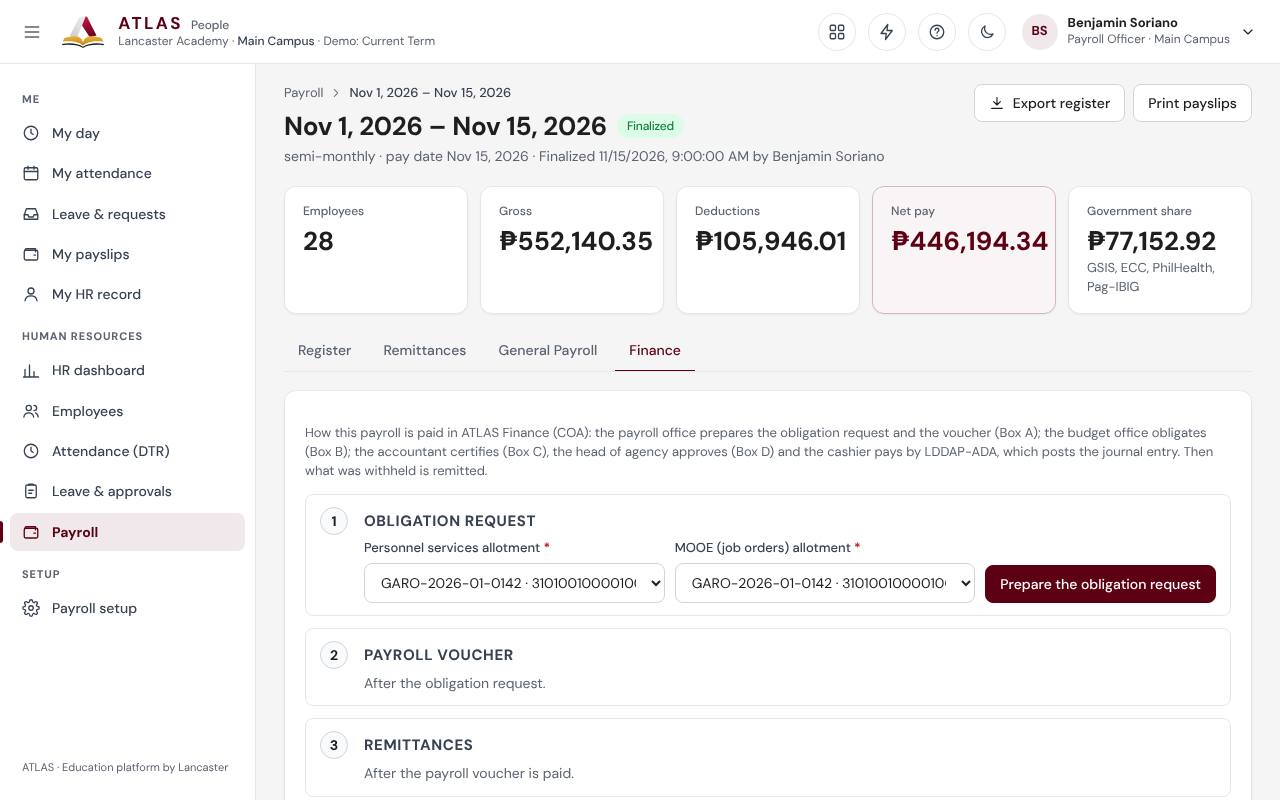 ATLAS People
Lancaster Academy · Main Campus · Demo: Current Term
BS
Benjamin Soriano
Payroll Officer · Main Campus
ME
My day
My attendance
Leave & requests
My payslips
My HR record
HUMAN RESOURCES
HR dashboard
Employees
Attendance (DTR)
Leave & approvals
Payroll
SETUP
Payroll setup
ATLAS · Education platform by Lancaster
Payroll > Nov 1, 2026 – Nov 15, 2026
Nov 1, 2026 – Nov 15, 2026 Finalized
semi-monthly · pay date Nov 15, 2026 · Finalized 11/15/2026, 9:00:00 AM by Benjamin Soriano
Export register
Print payslips
Employees
28
Gross
₱552,140.35
Deductions
₱105,946.01
Net pay
₱446,194.34
Government share
₱77,152.92
GSIS, ECC, PhilHealth,
Pag-IBIG
Register Remittances General Payroll Finance
How this payroll is paid in ATLAS Finance (COA): the payroll office prepares the obligation request and the voucher (Box A); the budget office obligates
(Box B); the accountant certifies (Box C), the head of agency approves (Box D) and the cashier pays by LDDAP-ADA, which posts the journal entry. Then
what was withheld is remitted.
1 OBLIGATION REQUEST
Personnel services allotment * MOOE (job orders) allotment *
GARO-2026-01-0142 · 3101001000010 GARO-2026-01-0142 · 3101001000010 Prepare the obligation request
2 PAYROLL VOUCHER
After the obligation request.
3 REMITTANCES
After the payroll voucher is paid.